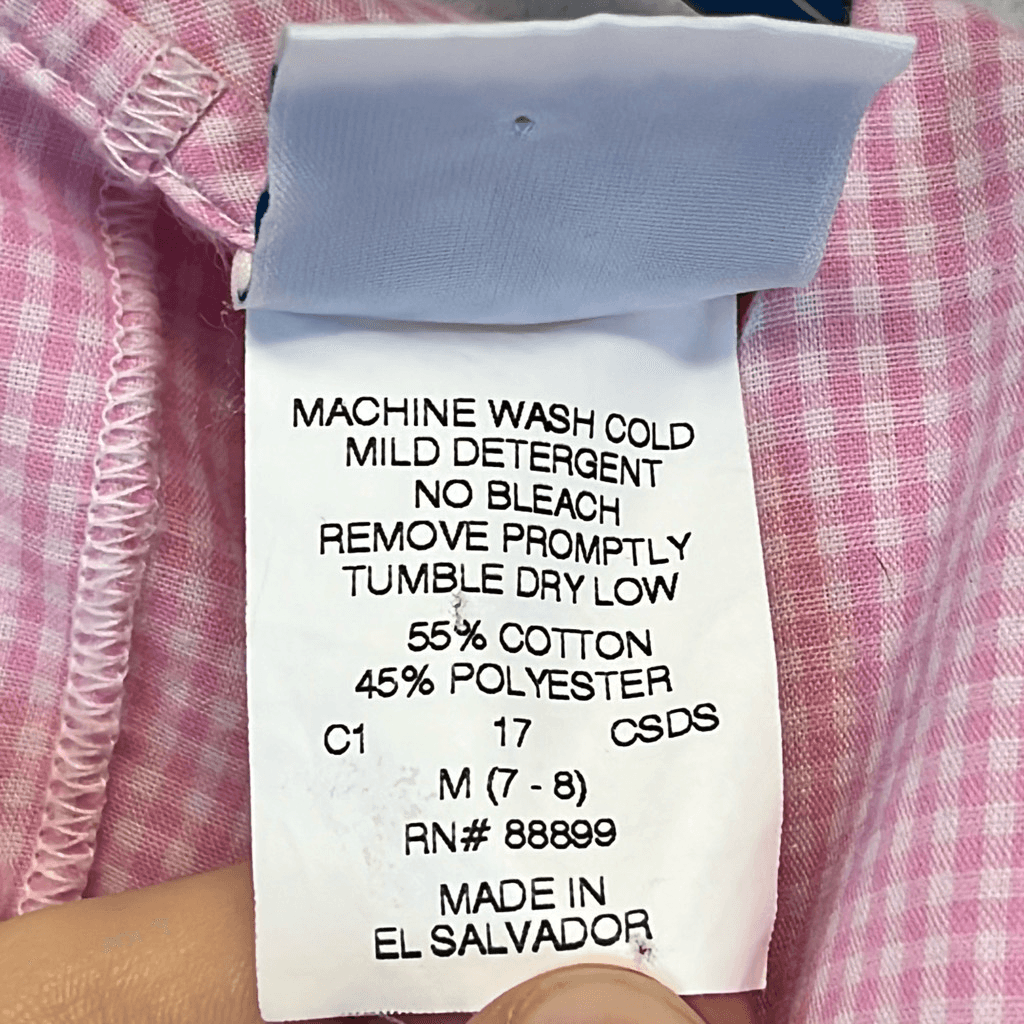 MACHINE WASH COLD
MILD DETERGENT
NO BLEACH
REMOVE PROMPTLY
TUMBLE DRY LOW
55% COTTON
45% POLYESTER
C1 17 CSDS
M (7 - 8)
RN# 88899
MADE IN
EL SALVADOR